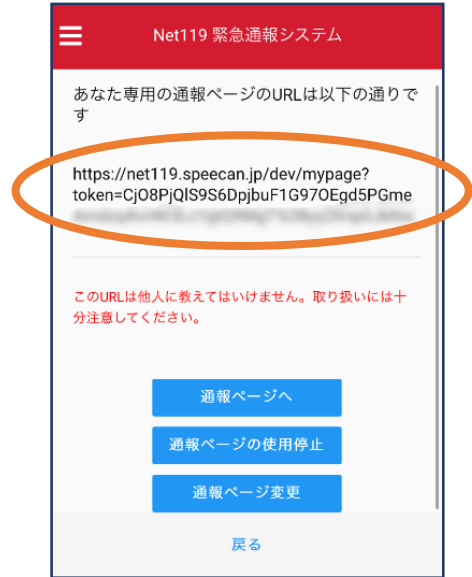 Net119 緊急通報システム
あなた専用の通報ページのURLは以下の通りで
す
https://net119.speecan.jp/dev/mypage?
token=CjO8PjQlS9S6DpjbuF1G97OEgd5PGme
このURLは他人に教えてはいけません。取り扱いには十
分注意してください。
通報ページへ
通報ページの使用停止
通報ページ変更
戻る